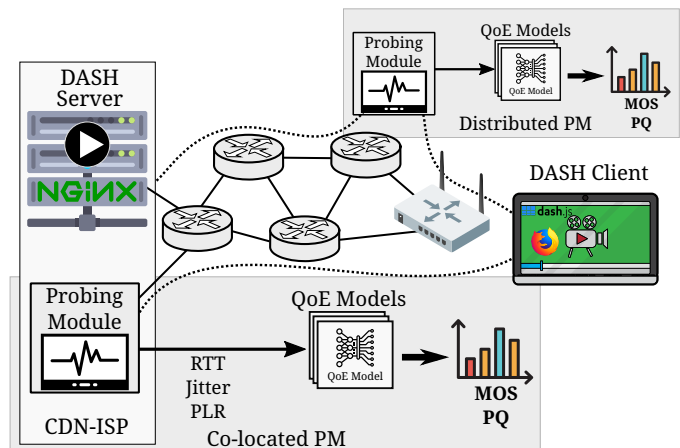 DASH
Server
NGiNX
Probing
Module
QoE Models
QoE Model
MOS
PQ
Distributed PM
DASH Client
dash.js
Probing
Module
CDN-ISP
RTT
Jitter
PLR
QoE Models
QoE Model
MOS
PQ
Co-located PM